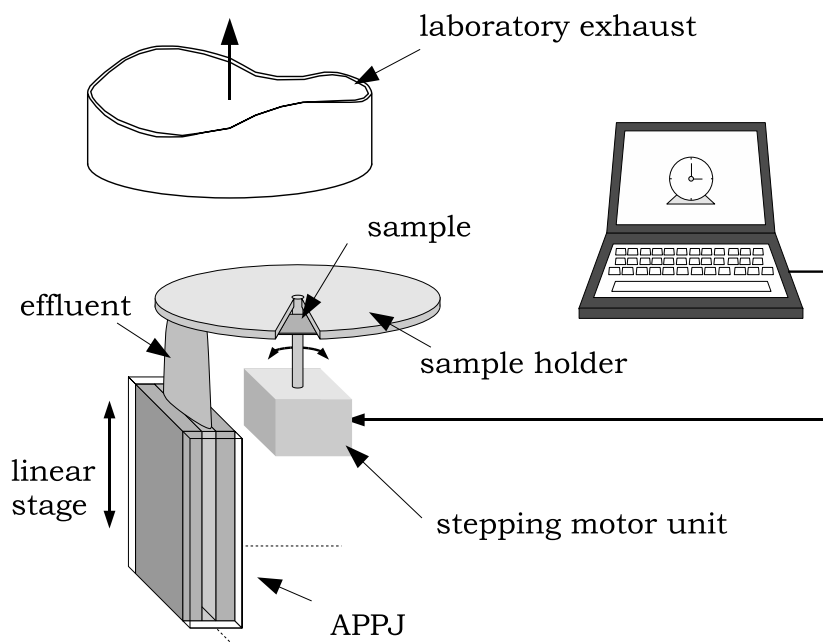 laboratory exhaust
sample
effluent
sample holder
linear
stage
stepping motor unit
APPJ